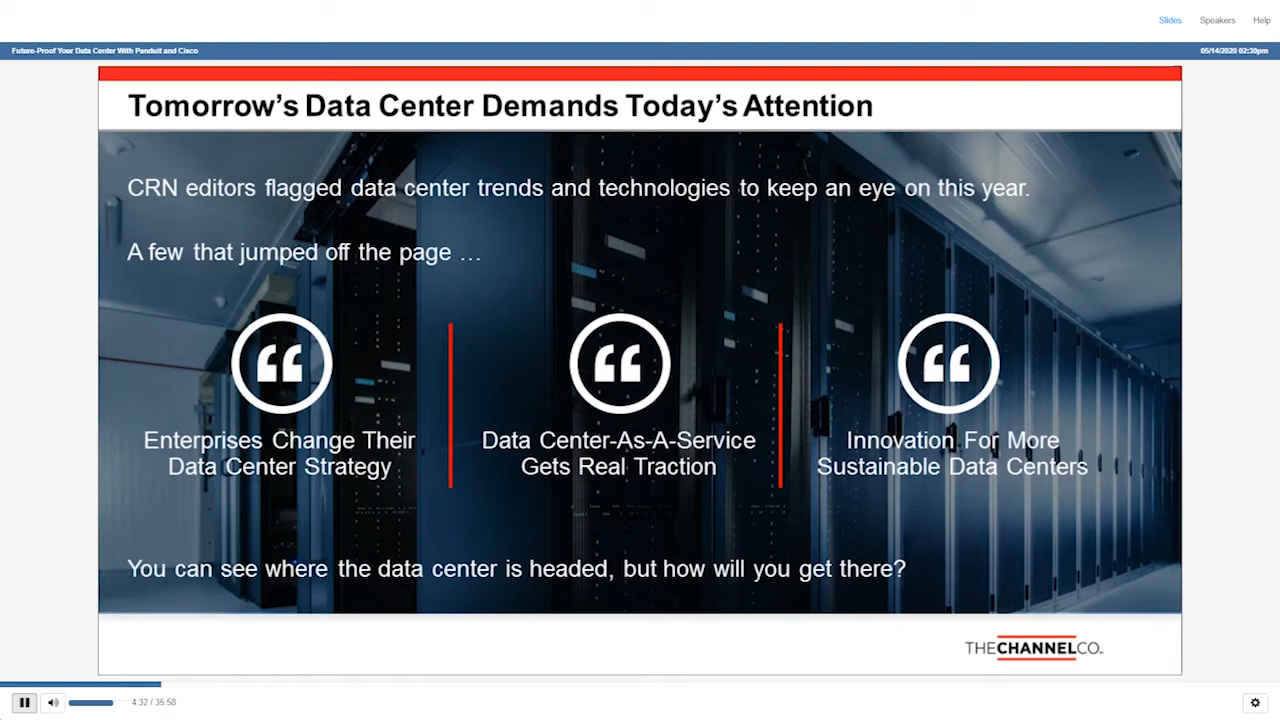 Slides Speakers Help
Future-Proof Your Data Center With Panduit and Cisco 05/14/2020 02:30pm
Tomorrow's Data Center Demands Today's Attention
CRN editors flagged data center trends and technologies to keep an eye on this year.
A few that jumped off the page …
Enterprises Change Their
Data Center Strategy
Data Center-As-A-Service
Gets Real Traction
Innovation For More
Sustainable Data Centers
You can see where the data center is headed, but how will you get there?
THECHANNELCO
4:32 / 35:58